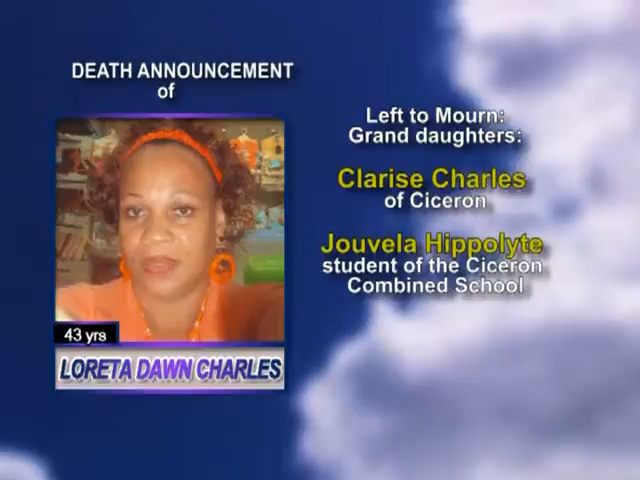 DEATH ANNOUNCEMENT
of
43 yrs
LORETA DAWN CHARLES
Left to Mourn:
Grand daughters:
Clarise Charles
of Ciceron
Jouvela Hippolyte
student of the Ciceron
Combined School